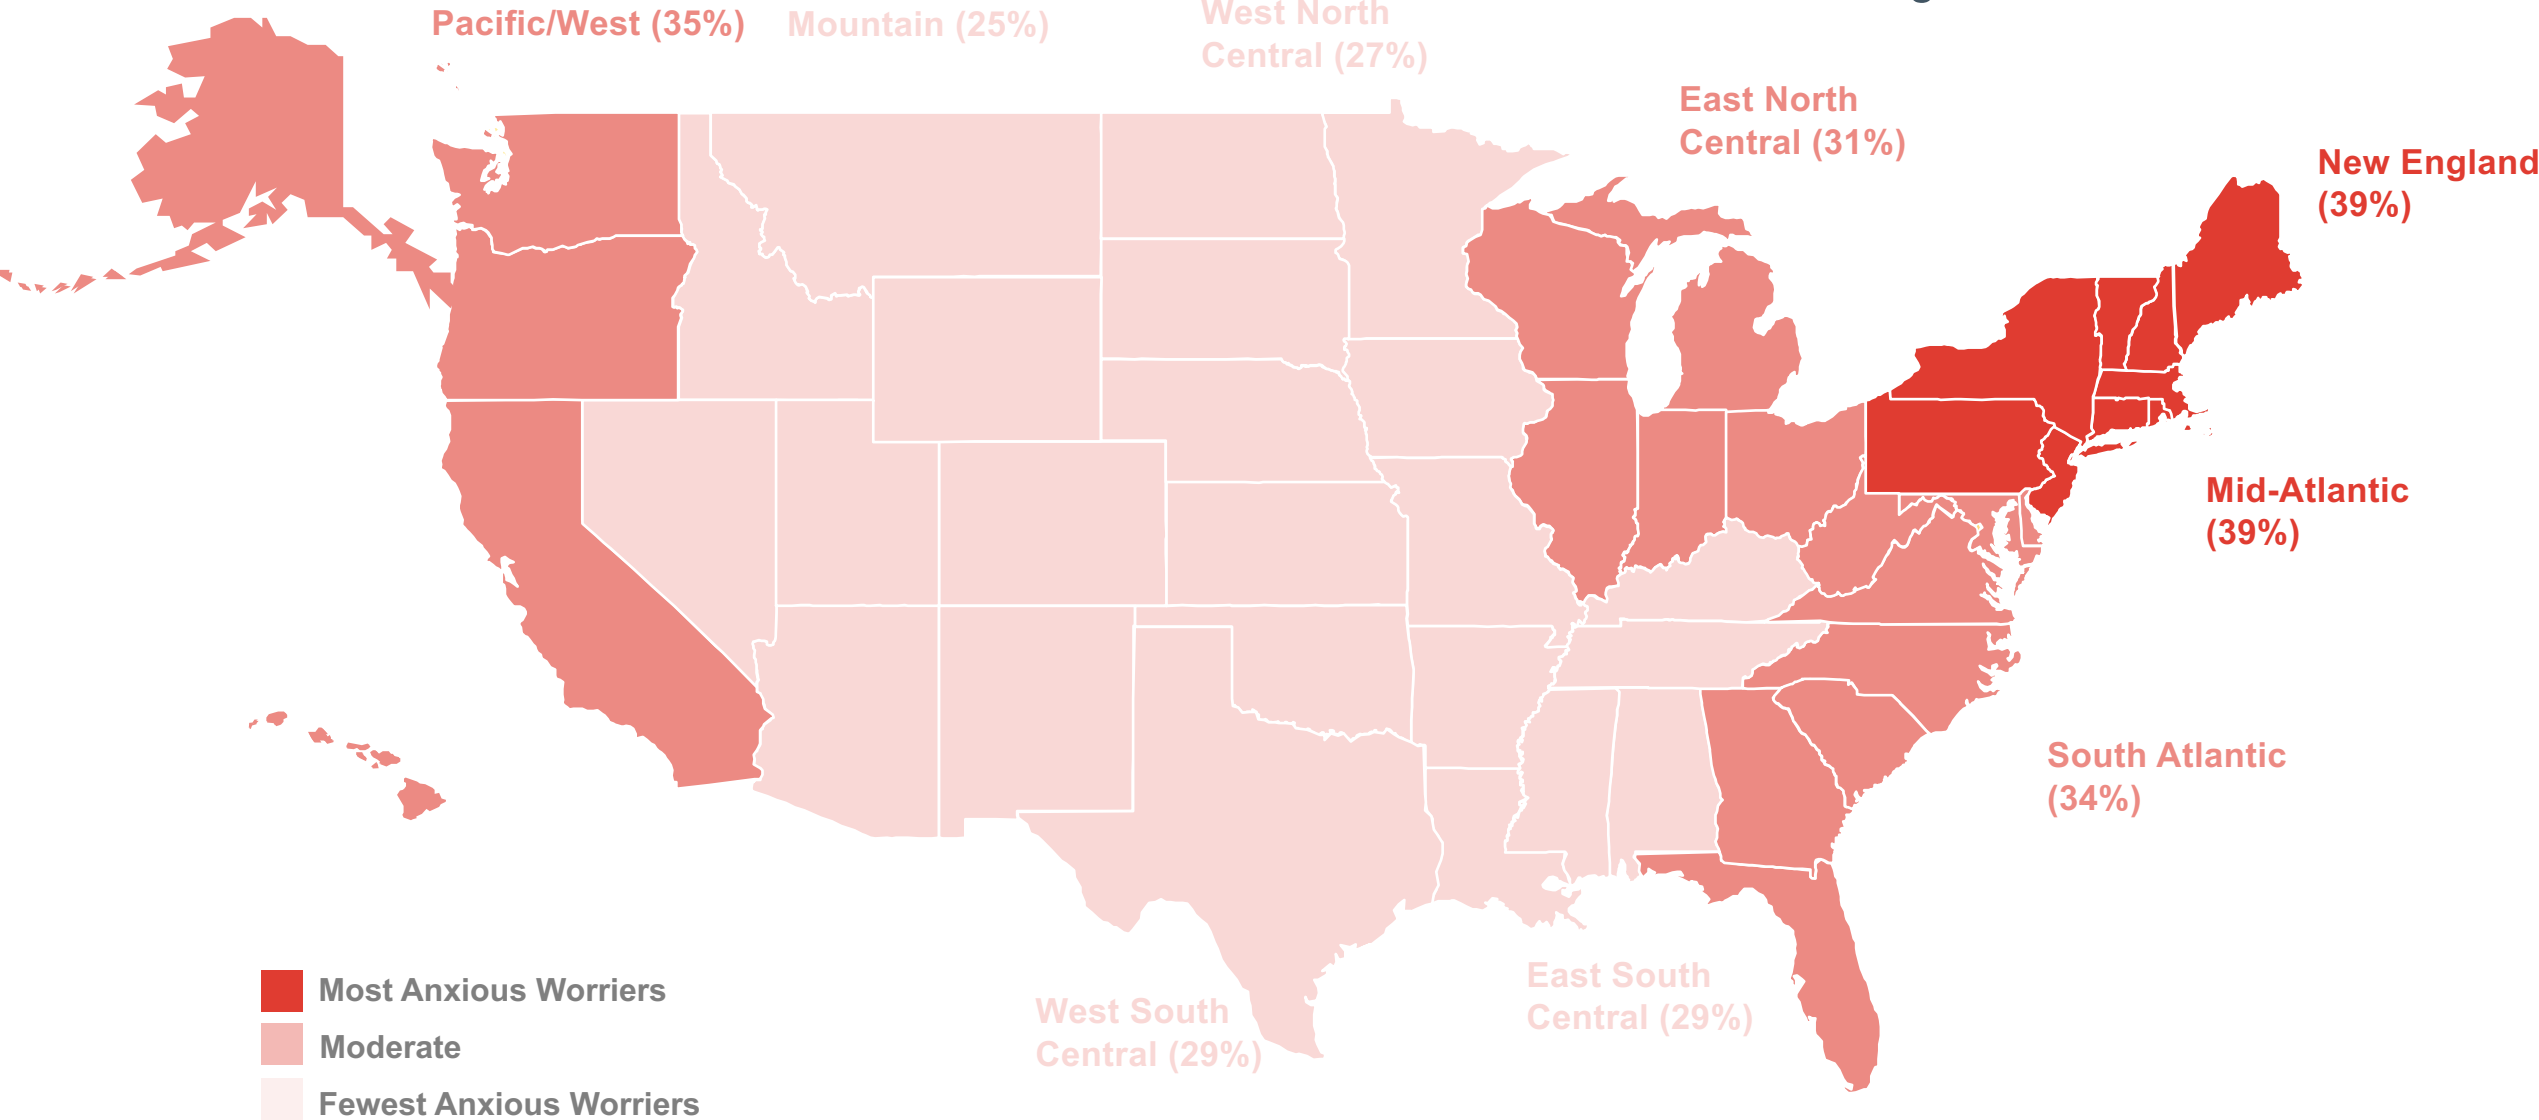 Pacific/West (35%)
Mountain (25%)
West North
Central (27%)
East North
Central (31%)
New England
(39%)
Mid-Atlantic
(39%)
South Atlantic
(34%)
East South
Central (29%)
West South
Central (29%)
Most Anxious Worriers
Moderate
Fewest Anxious Worriers